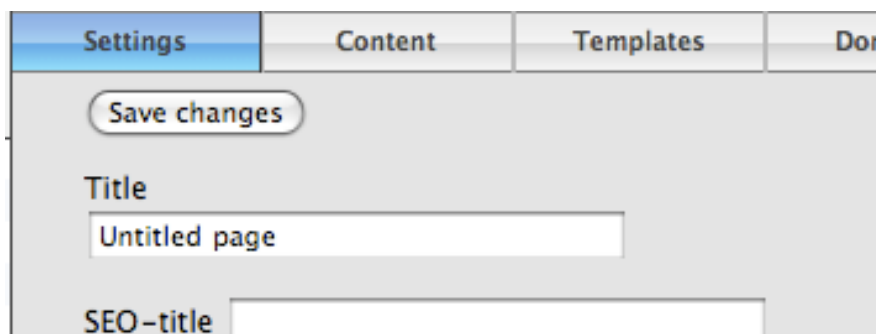 Settings Content Templates
Save changes
Title
Untitled page
SEO-title